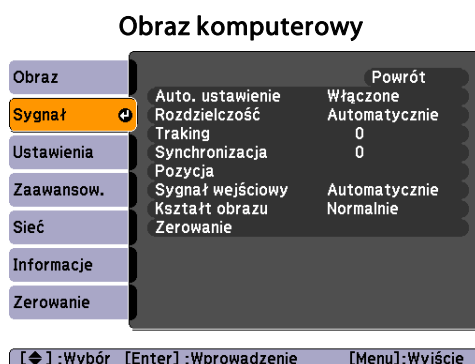 Obraz komputerowy
Obraz
Sygnał
Ustawienia
Zaawansow.
Sieć
Informacje
Zerowanie
Powrót
Auto. ustawienie Włączone
Rozdzielczość Automatycznie
Traking 0
Synchronizacja 0
Pozycja
Sygnał wejściowy Automatycznie
Kształt obrazu Normalnie
Zerowanie
[◆] :Wybór [Enter] :Wprowadzenie [Menu]:Wyjście